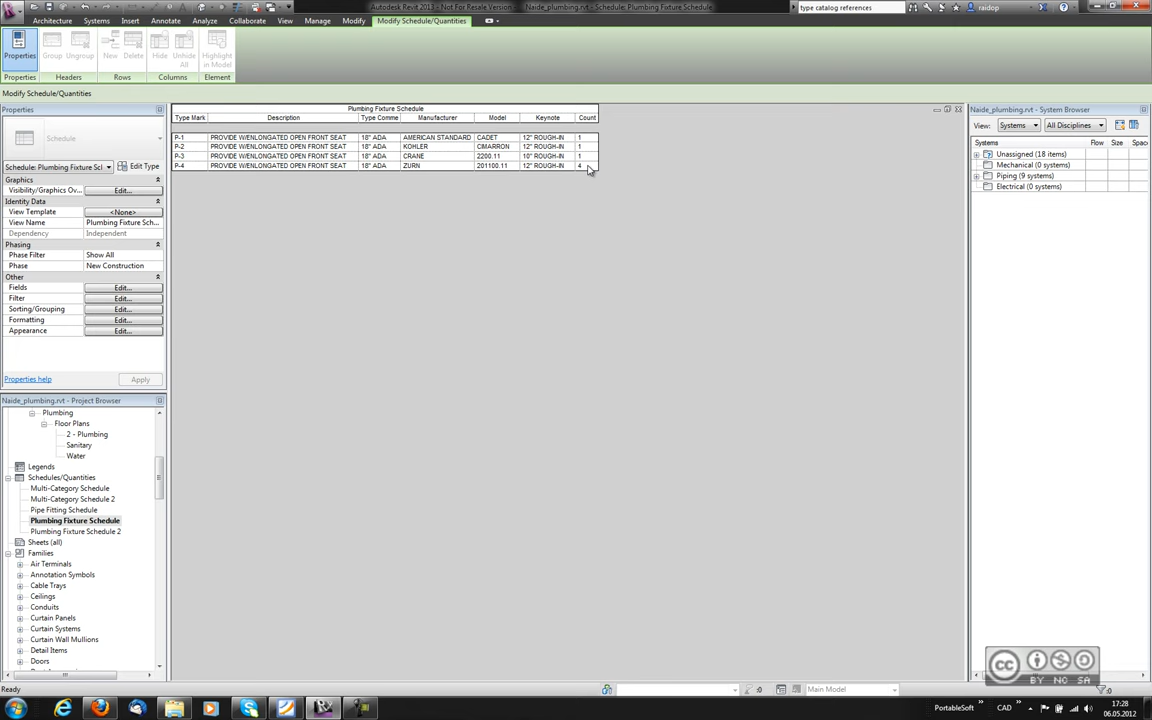 Autodesk Revit 2013 - Not For Resale Version - Naide_plumbing.rvt - Schedule: Plumbing Fixture Schedule
type catalog references
raidop
Architecture Systems Insert Annotate Analyze Collaborate View Manage Modify Modify Schedule/Quantities
Properties Group Ungroup New Delete Hide Unhide All Highlight in Model
Properties Headers Rows Columns Element
Modify Schedule/Quantities
Properties
Schedule
Schedule: Plumbing Fixture Scl Edit Type
Graphics
Visibility/Graphics Ov... Edit...
Identity Data
View Template <None>
View Name Plumbing Fixture Sch...
Dependency Independent
Phasing
Phase Filter Show All
Phase New Construction
Other
Fields Edit...
Filter Edit...
Sorting/Grouping Edit...
Formatting Edit...
Appearance Edit...
Properties help Apply
Naide_plumbing.rvt - Project Browser
Plumbing
Floor Plans
2 - Plumbing
Sanitary
Water
Legends
Schedules/Quantities
Multi-Category Schedule
Multi-Category Schedule 2
Pipe Fitting Schedule
Plumbing Fixture Schedule
Plumbing Fixture Schedule 2
Sheets (all)
Families
Air Terminals
Annotation Symbols
Cable Trays
Ceilings
Conduits
Curtain Panels
Curtain Systems
Curtain Wall Mullions
Detail Items
Doors
Plumbing Fixture Schedule
Type Mark Description Type Comme Manufacturer Model Keynote Count
P-1 PROVIDE W/ENLONGATED OPEN FRONT SEAT 18" ADA AMERICAN STANDARD CADET 12" ROUGH-IN 1
P-2 PROVIDE W/ENLONGATED OPEN FRONT SEAT 18" ADA KOHLER CIMARRON 12" ROUGH-IN 1
P-3 PROVIDE W/ENLONGATED OPEN FRONT SEAT 18" ADA CRANE 2200.11 10" ROUGH-IN 1
P-4 PROVIDE W/ENLONGATED OPEN FRONT SEAT 18" ADA ZURN 201100.11 12" ROUGH-IN 4
Naide_plumbing.rvt - System Browser
View: Systems All Disciplines
Systems Flow Size Space
Unassigned (18 items)
Mechanical (0 systems)
Piping (9 systems)
Electrical (0 systems)
cc
BY NC SA
Ready :0 Main Model :0
PortableSoft CAD 17:28
06.05.2012